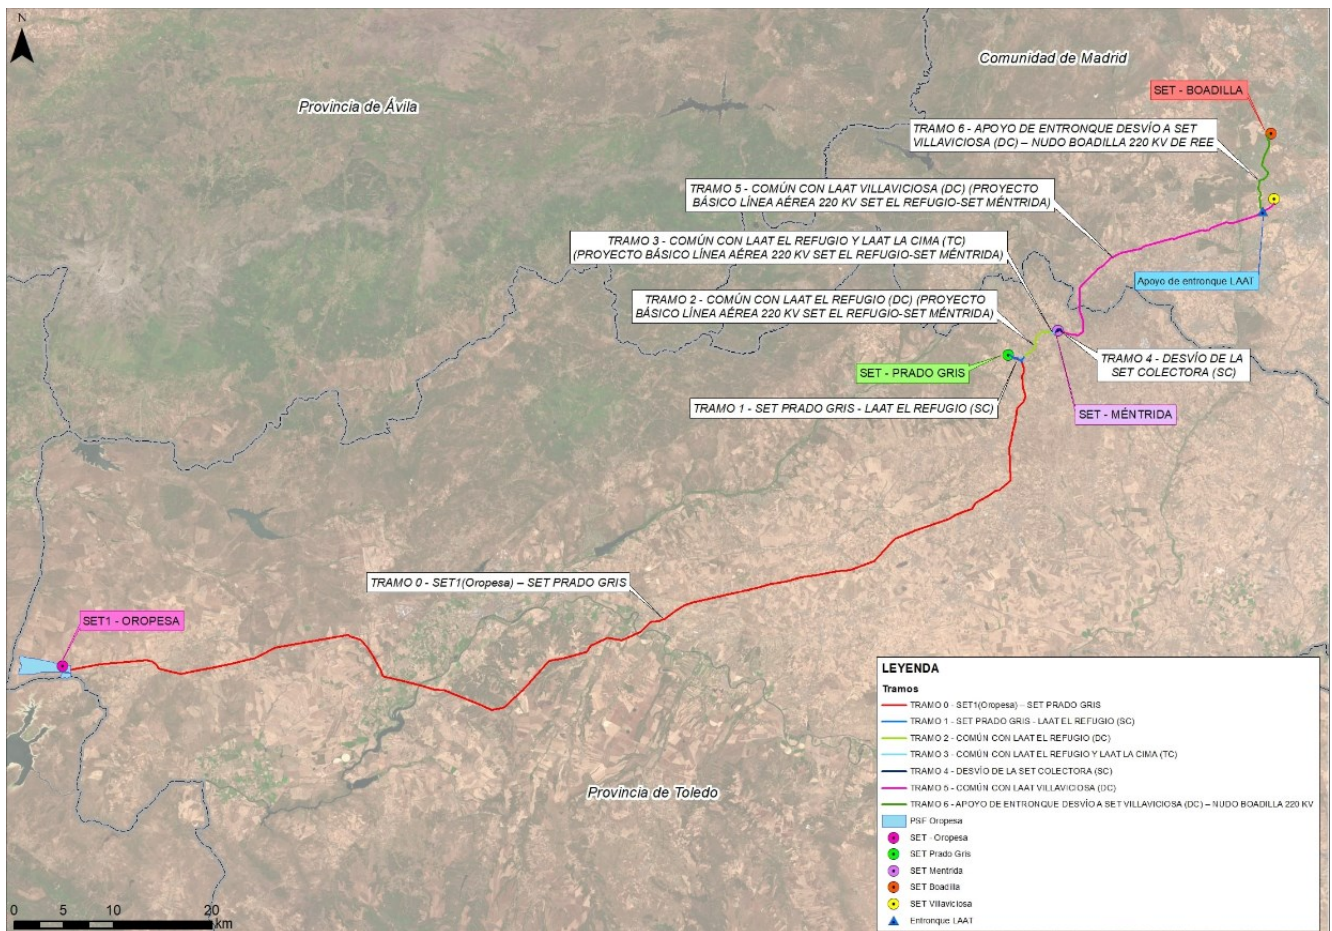 N
Comunidad de Madrid
Provincia de Ávila
SET - BOADILLA
TRAMO 6 - APOYO DE ENTRONQUE DESVÍO A SET
VILLAVICIOSA (DC) – NUDO BOADILLA 220 KV DE REE
TRAMO 5 - COMÚN CON LAAT VILLAVICIOSA (DC) (PROYECTO
BÁSICO LÍNEA AÉREA 220 KV SET EL REFUGIO-SET MÉNTRIDA)
TRAMO 3 - COMÚN CON LAAT EL REFUGIO Y LAAT LA CIMA (TC)
(PROYECTO BÁSICO LÍNEA AÉREA 220 KV SET EL REFUGIO-SET MÉNTRIDA)
Apoyo de entronque LAAT
TRAMO 2 - COMÚN CON LAAT EL REFUGIO (DC) (PROYECTO
BÁSICO LÍNEA AÉREA 220 KV SET EL REFUGIO-SET MÉNTRIDA)
TRAMO 4 - DESVÍO DE LA
SET COLECTORA (SC)
SET - PRADO GRIS
TRAMO 1 - SET PRADO GRIS - LAAT EL REFUGIO (SC)
SET - MÉNTRIDA
TRAMO 0 - SET1(Oropesa) – SET PRADO GRIS
SET1 - OROPESA
Provincia de Toledo
LEYENDA
Tramos
TRAMO 0 - SET1(Oropesa) – SET PRADO GRIS
TRAMO 1 - SET PRADO GRIS - LAAT EL REFUGIO (SC)
TRAMO 2 - COMÚN CON LAAT EL REFUGIO (DC)
TRAMO 3 - COMÚN CON LAAT EL REFUGIO Y LAAT LA CIMA (TC)
TRAMO 4 - DESVÍO DE LA SET COLECTORA (SC)
TRAMO 5 - COMÚN CON LAAT VILLAVICIOSA (DC)
TRAMO 6 - APOYO DE ENTRONQUE DESVÍO A SET VILLAVICIOSA (DC) – NUDO BOADILLA 220 KV
PSF Oropesa
SET - Oropesa
SET Prado Gris
SET Mentrida
SET Boadilla
SET Villaviciosa
Entronque LAAT
0 5 10 20
km